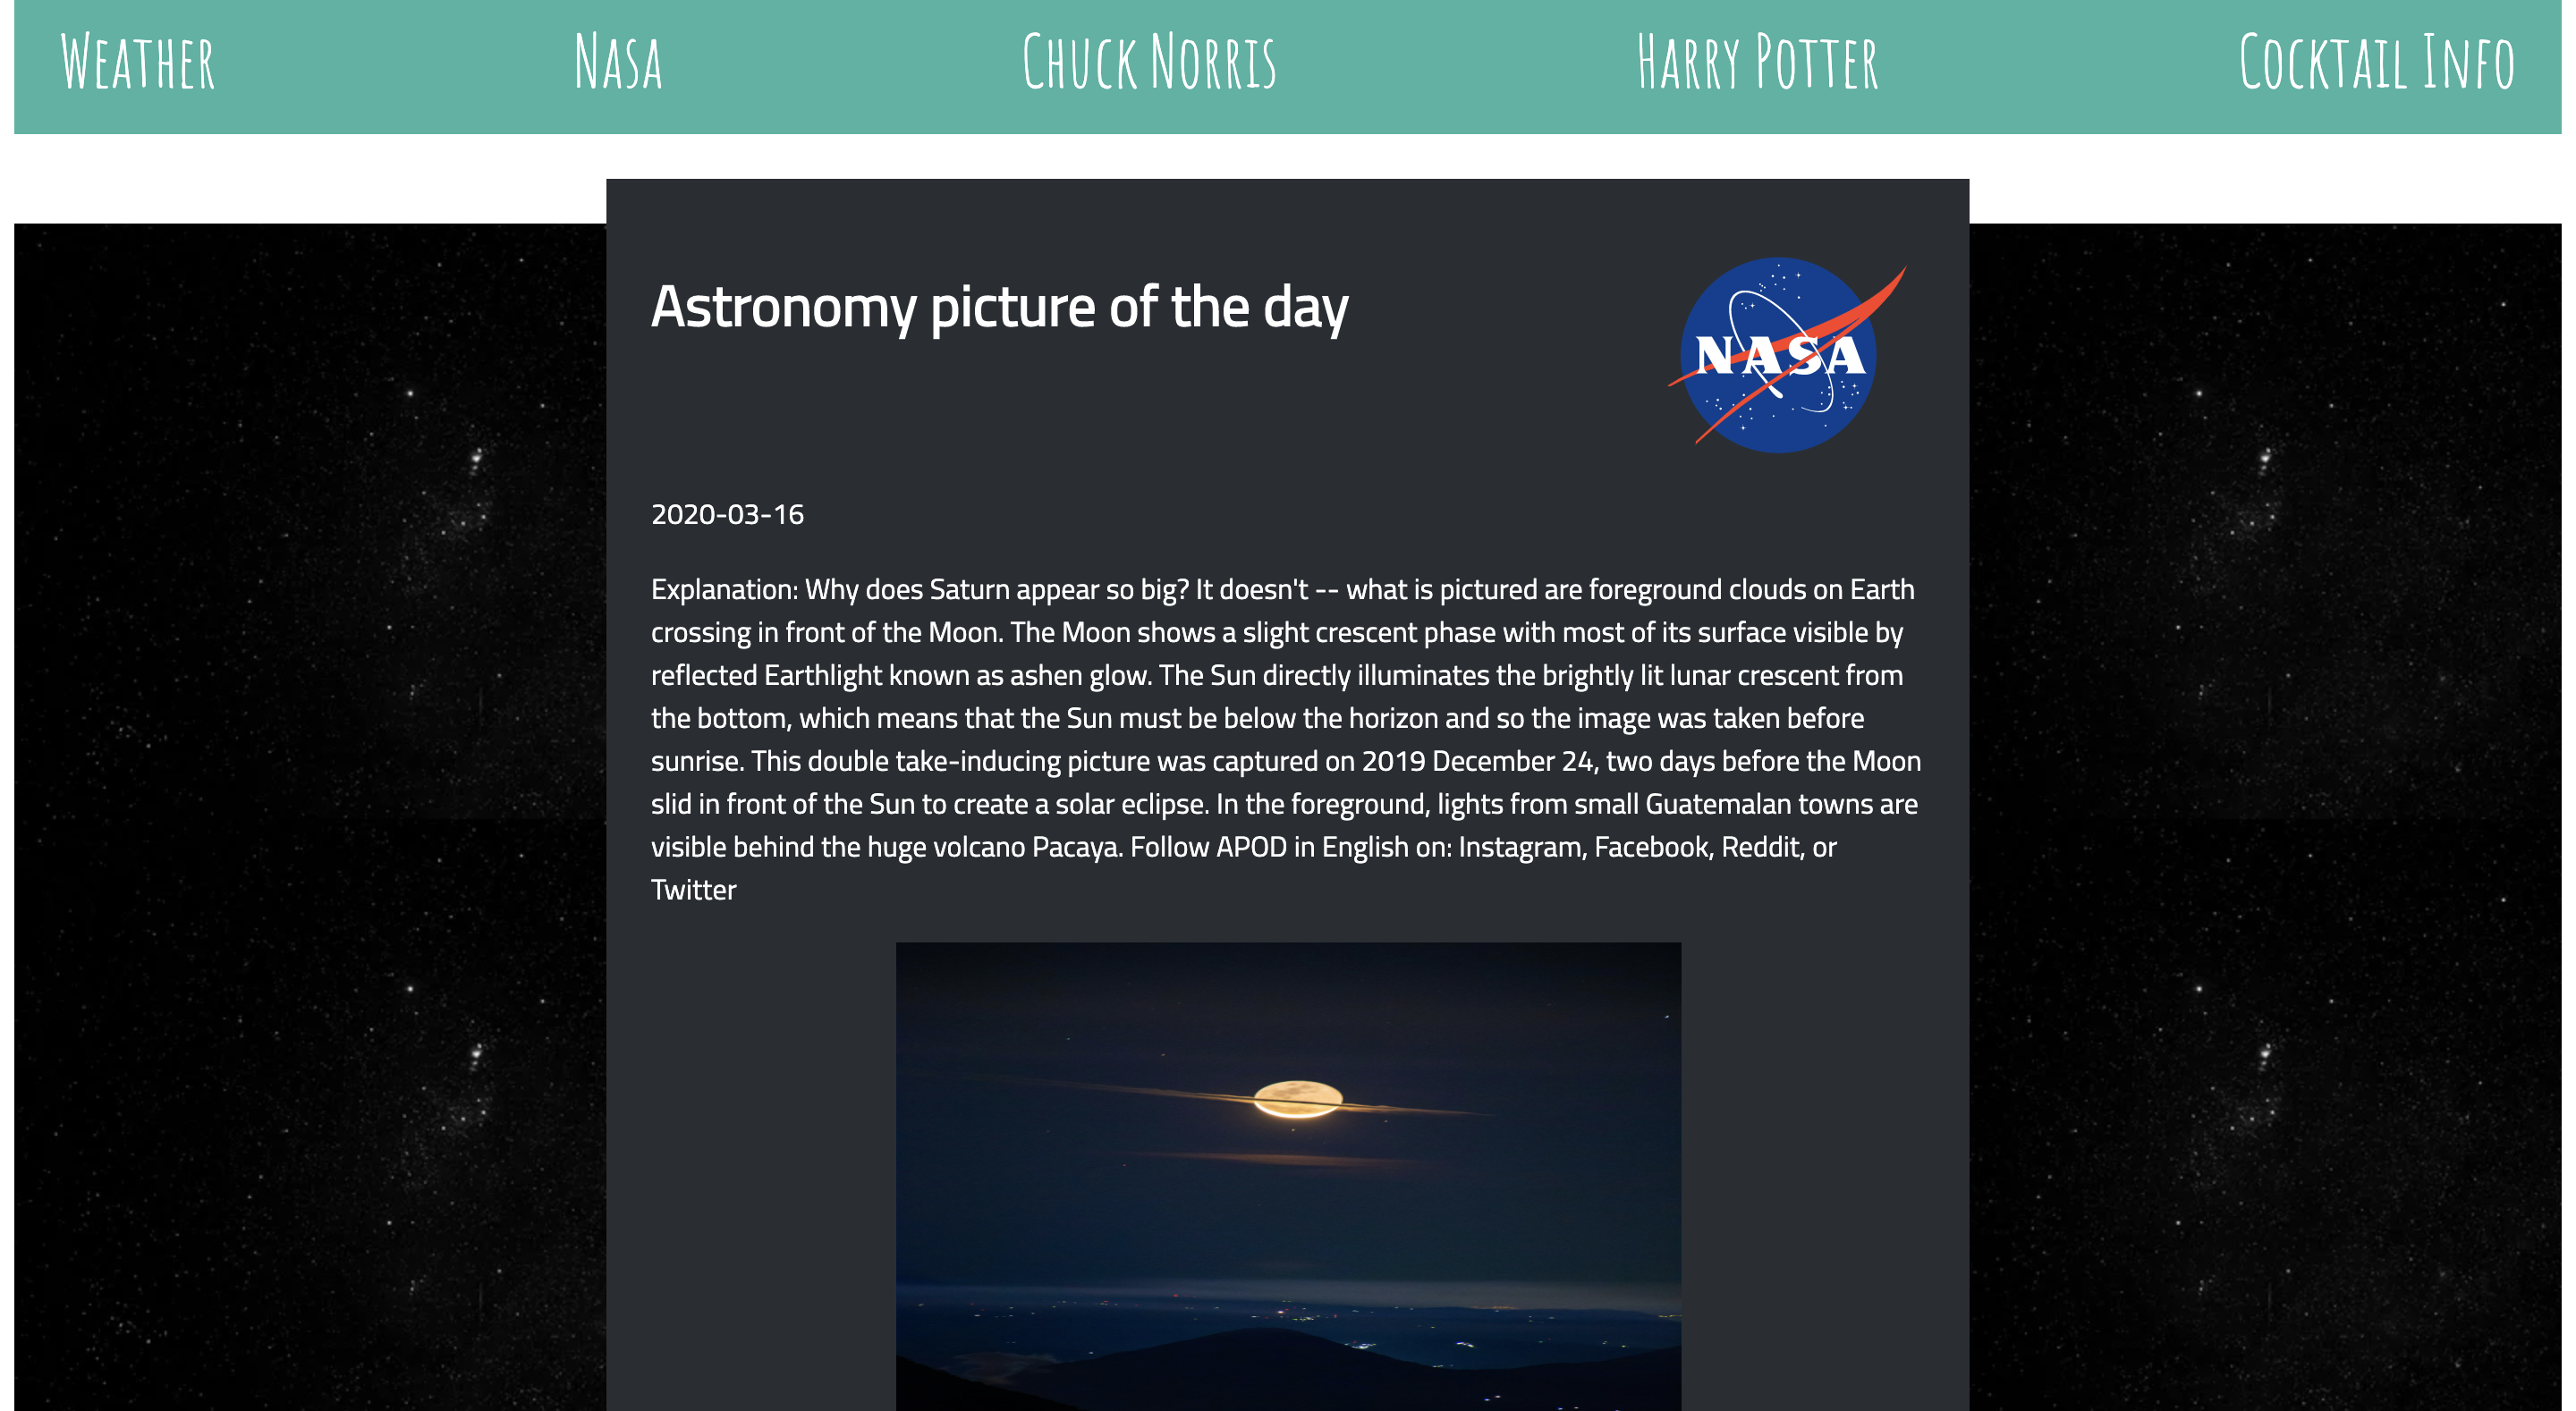 Weather Nasa Chuck Norris Harry Potter Cocktail Info
Astronomy picture of the day
NASA
2020-03-16
Explanation: Why does Saturn appear so big? It doesn't -- what is pictured are foreground clouds on Earth
crossing in front of the Moon. The Moon shows a slight crescent phase with most of its surface visible by
reflected Earthlight known as ashen glow. The Sun directly illuminates the brightly lit lunar crescent from
the bottom, which means that the Sun must be below the horizon and so the image was taken before
sunrise. This double take-inducing picture was captured on 2019 December 24, two days before the Moon
slid in front of the Sun to create a solar eclipse. In the foreground, lights from small Guatemalan towns are
visible behind the huge volcano Pacaya. Follow APOD in English on: Instagram, Facebook, Reddit, or
Twitter